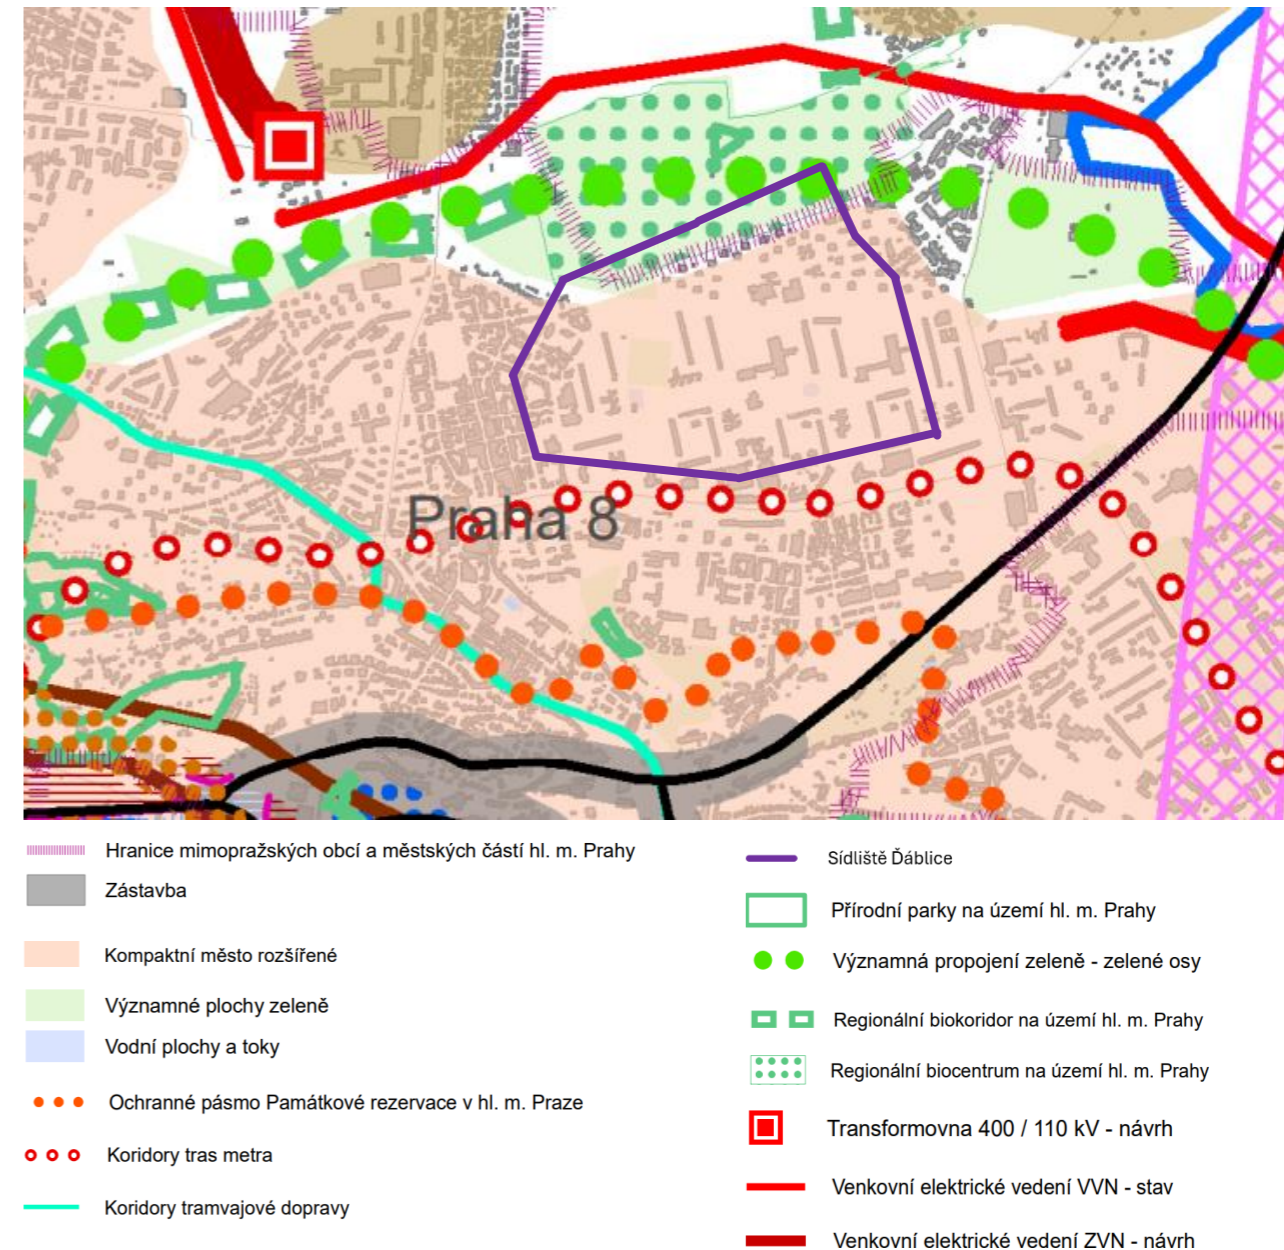 Praha 8
Hranice mimopražských obcí a městských částí hl. m. Prahy
Zástavba
Kompaktní město rozšířené
Významné plochy zeleně
Vodní plochy a toky
Ochranné pásmo Památkové rezervace v hl. m. Praze
Koridory tras metra
Koridory tramvajové dopravy
Sídliště Ďáblice
Přírodní parky na území hl. m. Prahy
Významná propojení zeleně - zelené osy
Regionální biokoridor na území hl. m. Prahy
Regionální biocentrum na území hl. m. Prahy
Transformovna 400 / 110 kV - návrh
Venkovní elektrické vedení VVN - stav
Venkovní elektrické vedení ZVN - návrh